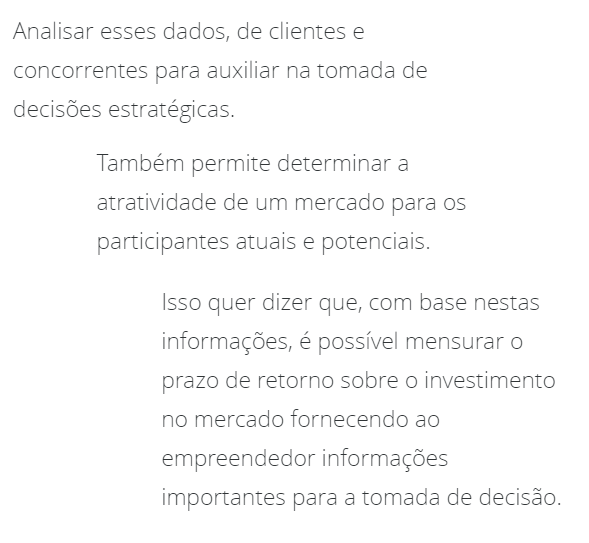 Analisar esses dados, de clientes e
concorrentes para auxiliar na tomada de
decisões estratégicas.
Também permite determinar a
atratividade de um mercado para os
participantes atuais e potenciais.
Isso quer dizer que, com base nestas
informações, é possível mensurar o
prazo de retorno sobre o investimento
no mercado fornecendo ao
empreendedor informações
importantes para a tomada de decisão.